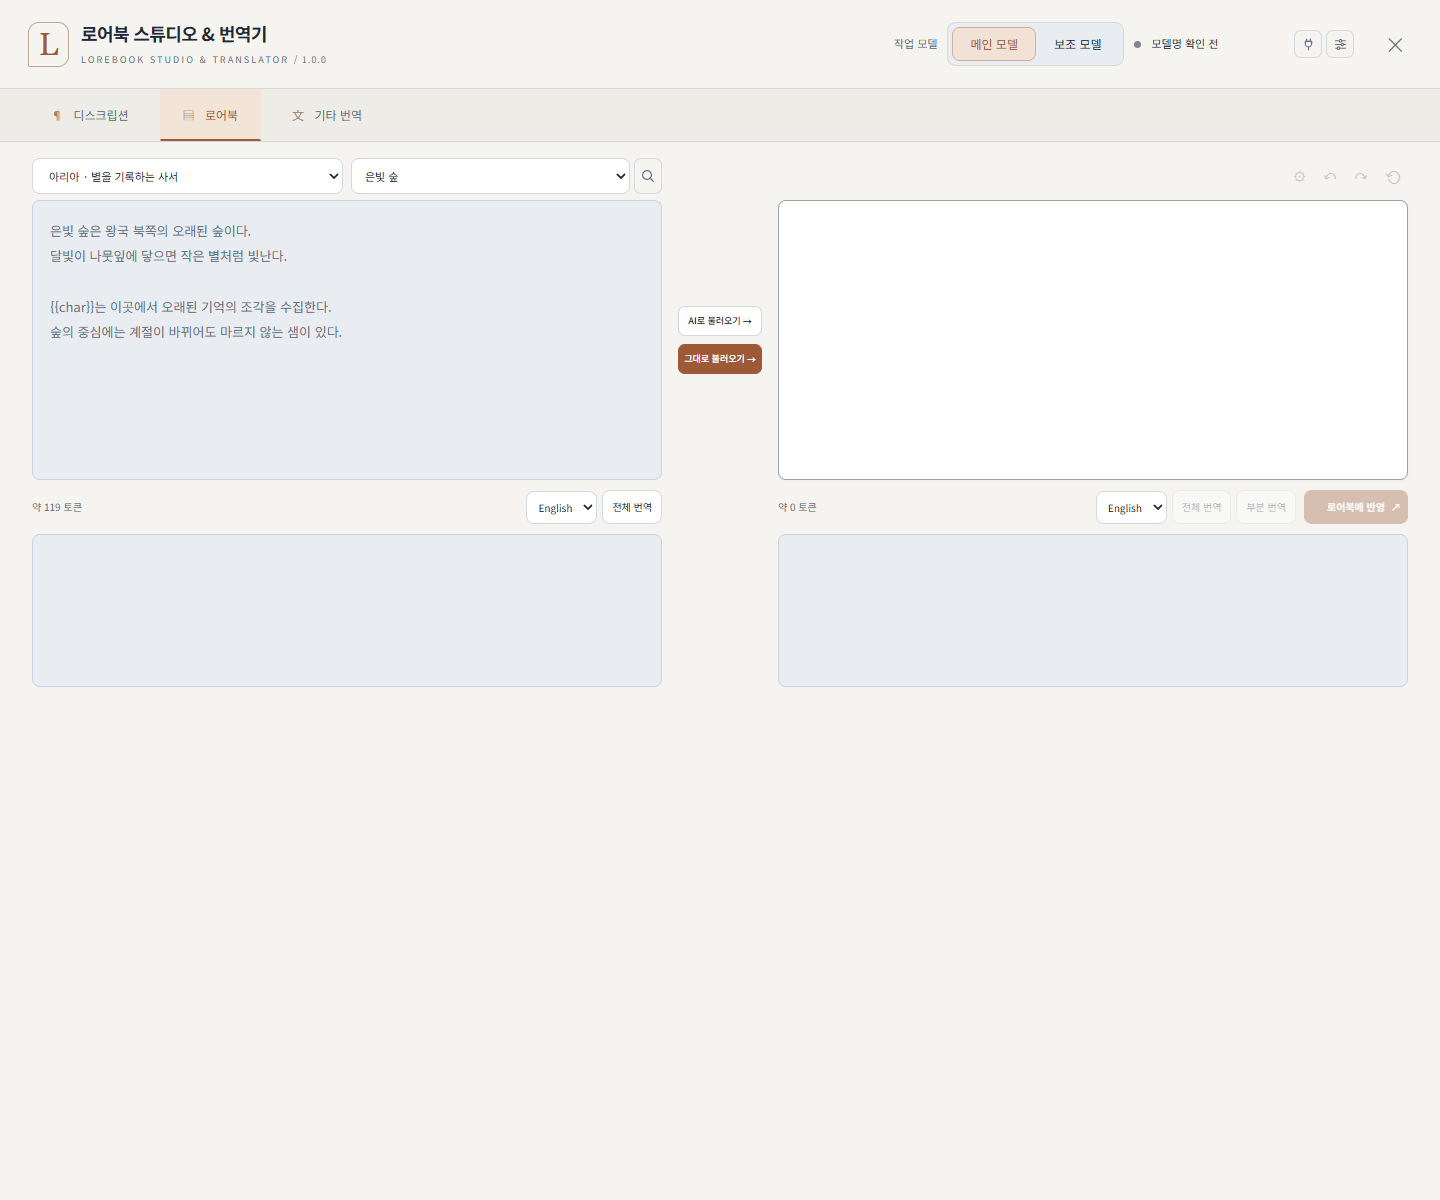 L
로어북 스튜디오 & 번역기
LOREBOOK STUDIO & TRANSLATOR / 1.0.0
작업 모델
메인 모델
보조 모델
모델명 확인 전
¶ 디스크립션
로어북
文 기타 번역
아리아 · 별을 기록하는 사서
은빛 숲
은빛 숲은 왕국 북쪽의 오래된 숲이다.
달빛이 나뭇잎에 닿으면 작은 별처럼 빛난다.
{{char}}는 이곳에서 오래된 기억의 조각을 수집한다.
숲의 중심에는 계절이 바뀌어도 마르지 않는 샘이 있다.
AI로 불러오기 →
그대로 불러오기 →
약 119 토큰
English
전체 번역
약 0 토큰
English
전체 번역
부분 번역
로어북에 반영 ↗